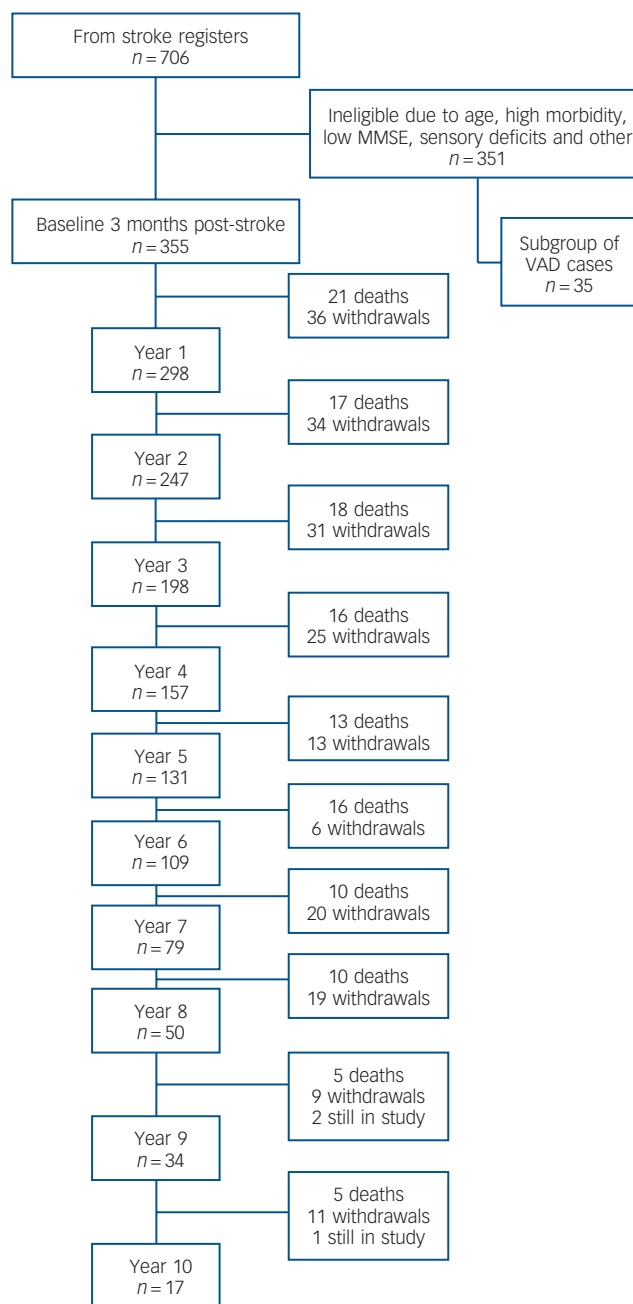 From stroke registers
n = 706
Ineligible due to age, high morbidity,
low MMSE, sensory deficits and other
n = 351
Baseline 3 months post-stroke
n = 355
Subgroup of
VAD cases
n = 35
21 deaths
36 withdrawals
Year 1
n = 298
17 deaths
34 withdrawals
Year 2
n = 247
18 deaths
31 withdrawals
Year 3
n = 198
16 deaths
25 withdrawals
Year 4
n = 157
13 deaths
13 withdrawals
Year 5
n = 131
16 deaths
6 withdrawals
Year 6
n = 109
10 deaths
20 withdrawals
Year 7
n = 79
10 deaths
19 withdrawals
Year 8
n = 50
5 deaths
9 withdrawals
2 still in study
Year 9
n = 34
5 deaths
11 withdrawals
1 still in study
Year 10
n = 17